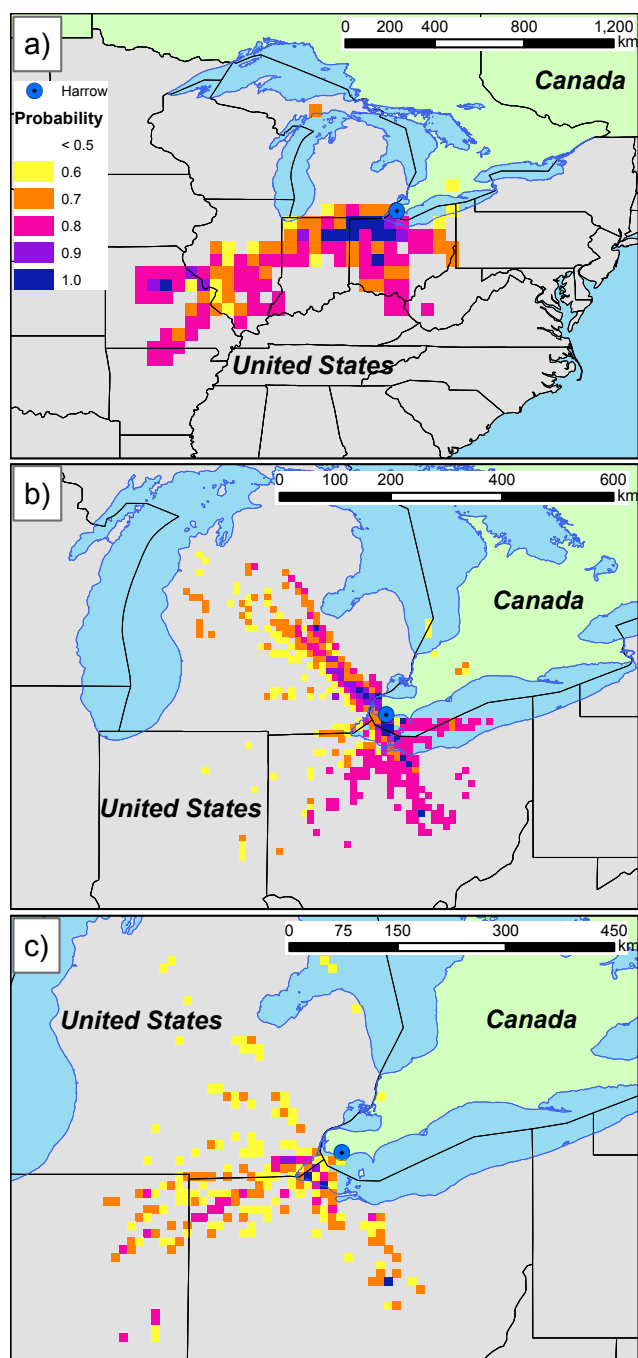 a)
0 200 400 800 1,200
km
Canada
Harrow
Probability
< 0.5
0.6
0.7
0.8
0.9
1.0
United States
b)
0 100 200 400 600
km
Canada
United States
c)
0 75 150 300 450
km
United States
Canada